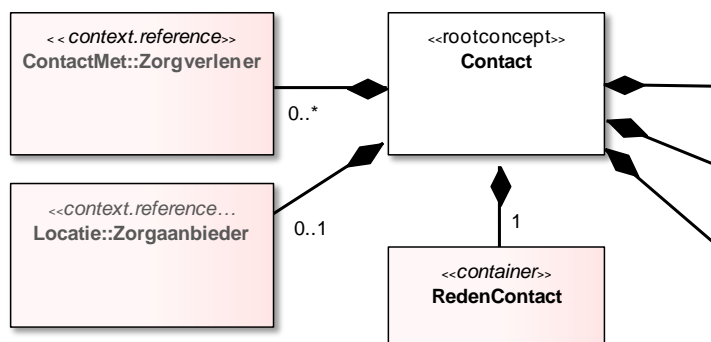 <<context.reference>>
ContactMet::Zorgverlener
0..*
<<rootconcept>>
Contact
<<context.reference…
Locatie::Zorgaanbieder
0..1
1
<<container>>
RedenContact